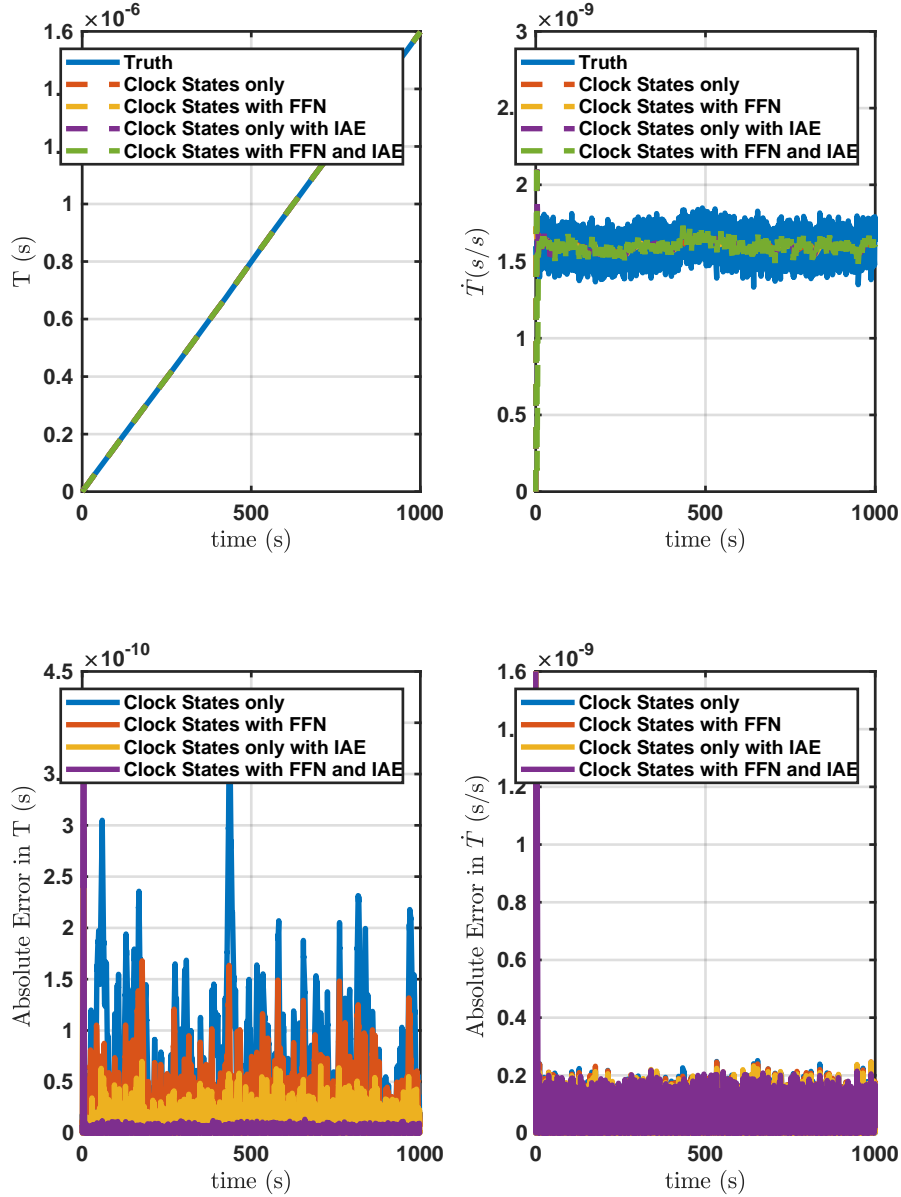 ×10⁻⁶
1.6
Truth
Clock States only
Clock States with FFN
Clock States only with IAE
Clock States with FFN and IAE
1
0.8
0.6
0.4
0.2
0
0
500
1000
T (s)
time (s)
×10⁻⁹
3
Truth
Clock States only
Clock States with FFN
Clock States only with IAE
Clock States with FFN and IAE
2
1.5
1
0.5
0
0
500
1000
Ṫ(s/s)
time (s)
×10⁻¹⁰
4.5
Clock States only
Clock States with FFN
Clock States only with IAE
Clock States with FFN and IAE
3
2.5
2
1.5
1
0.5
0
0
500
1000
Absolute Error in T (s)
time (s)
×10⁻⁹
1.6
Clock States only
Clock States with FFN
Clock States only with IAE
Clock States with FFN and IAE
1.2
1
0.8
0.6
0.4
0.2
0
0
500
1000
Absolute Error in Ṫ (s/s)
time (s)